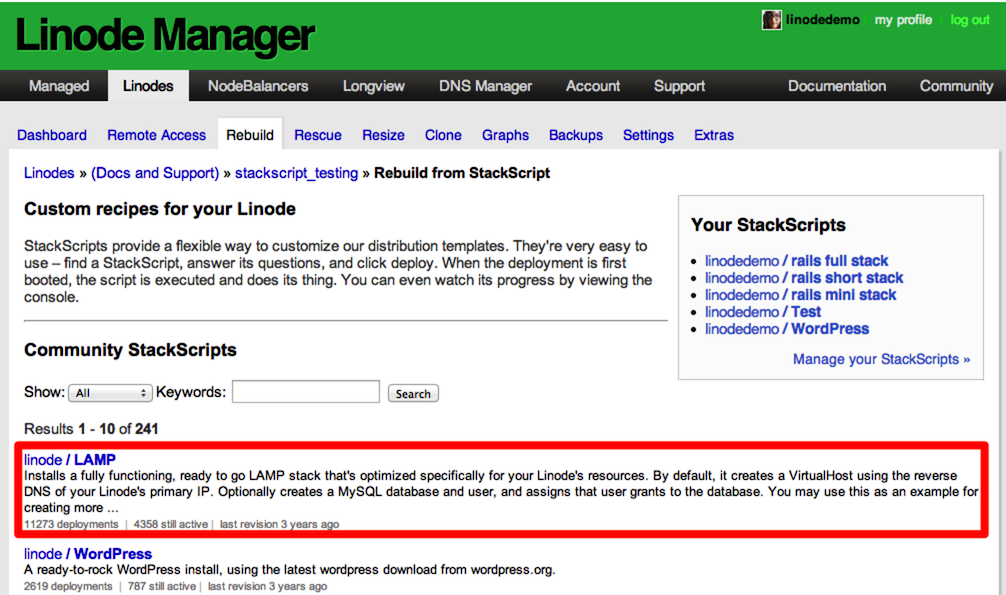 Linode Manager
linodedemo my profile log out
Managed Linodes NodeBalancers Longview DNS Manager Account Support Documentation Community
Dashboard Remote Access Rebuild Rescue Resize Clone Graphs Backups Settings Extras
Linodes » (Docs and Support) » stackscript_testing » Rebuild from StackScript
Custom recipes for your Linode
StackScripts provide a flexible way to customize our distribution templates. They're very easy to
use – find a StackScript, answer its questions, and click deploy. When the deployment is first
booted, the script is executed and does its thing. You can even watch its progress by viewing the
console.
Your StackScripts
• linodedemo / rails full stack
• linodedemo / rails short stack
• linodedemo / rails mini stack
• linodedemo / Test
• linodedemo / WordPress
Manage your StackScripts »
Community StackScripts
Show: All Keywords: Search
Results 1 - 10 of 241
linode / LAMP
Installs a fully functioning, ready to go LAMP stack that's optimized specifically for your Linode's resources. By default, it creates a VirtualHost using the reverse
DNS of your Linode's primary IP. Optionally creates a MySQL database and user, and assigns that user grants to the database. You may use this as an example for
creating more ...
11273 deployments | 4358 still active | last revision 3 years ago
linode / WordPress
A ready-to-rock WordPress install, using the latest wordpress download from wordpress.org.
2619 deployments | 787 still active | last revision 3 years ago